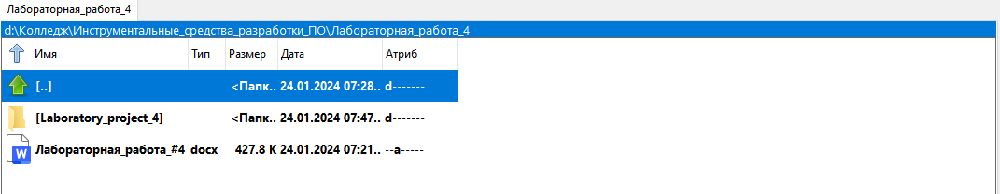 Лабораторная_работа_4
d:\Колледж\Инструментальные_средства_разработки_ПО\Лабораторная_работа_4
Имя Тип Размер Дата Атриб
[..] <Папк.. 24.01.2024 07:28.. d-------
[Laboratory_project_4] <Папк.. 24.01.2024 07:47.. d-------
Лабораторная_работа_#4 docx 427.8 K 24.01.2024 07:21.. --a-----